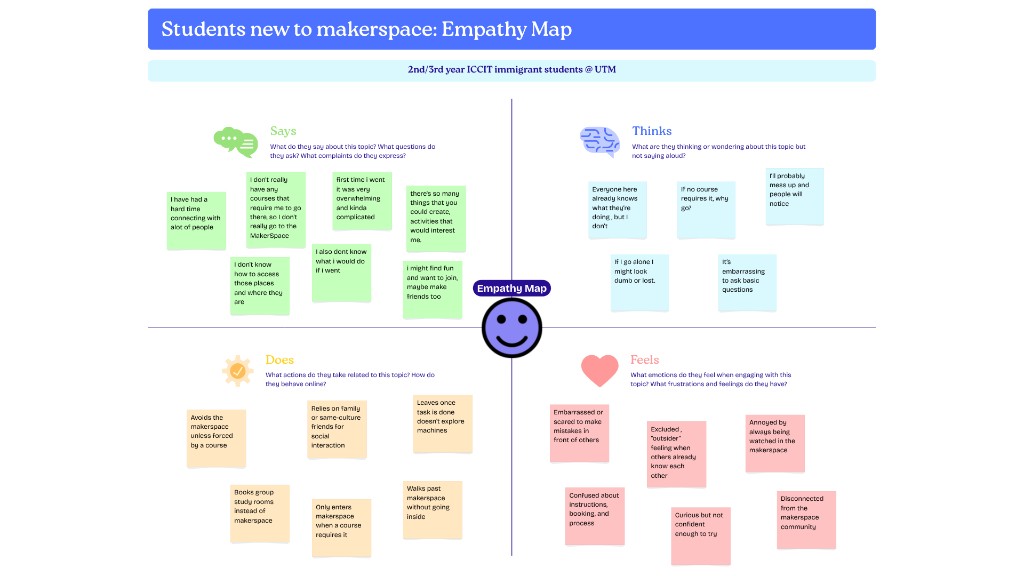 Students new to makerspace: Empathy Map
2nd/3rd year ICCIT immigrant students @ UTM
Says
What do they say about this topic? What questions do
they ask? What complaints do they express?
I have had a
hard time
connecting with
alot of people
I don't really
have any
courses that
require me to go
there, so I don't
really go to the
MakerSpace
first time i went
it was very
overwhelming
and kinda
complicated
there's so many
things that you
could create,
activities that
would interest
me.
I don't know
how to access
those places
and where they
are
I also dont know
what i would do
if i went
i might find fun
and want to join,
maybe make
friends too
Thinks
What are they thinking or wondering about this topic but
not saying aloud?
Everyone here
already knows
what they're
doing , but I
don't
If no course
requires it, why
go?
I'll probably
mess up and
people will
notice
If I go alone I
might look
dumb or lost.
It's
embarrassing
to ask basic
questions
Empathy Map
Does
What actions do they take related to this topic? How do
they behave online?
Avoids the
makerspace
unless forced
by a course
Relies on family
or same-culture
friends for
social
interaction
Leaves once
task is done
doesn't explore
machines
Books group
study rooms
instead of
makerspace
Only enters
makerspace
when a course
requires it
Walks past
makerspace
without going
inside
Feels
What emotions do they feel when engaging with this
topic? What frustrations and feelings do they have?
Embarrassed or
scared to make
mistakes in
front of others
Excluded ,
"outsider"
feeling when
others already
know each
other
Annoyed by
always being
watched in the
makerspace
Confused about
instructions,
booking, and
process
Curious but not
confident
enough to try
Disconnected
from the
makerspace
community